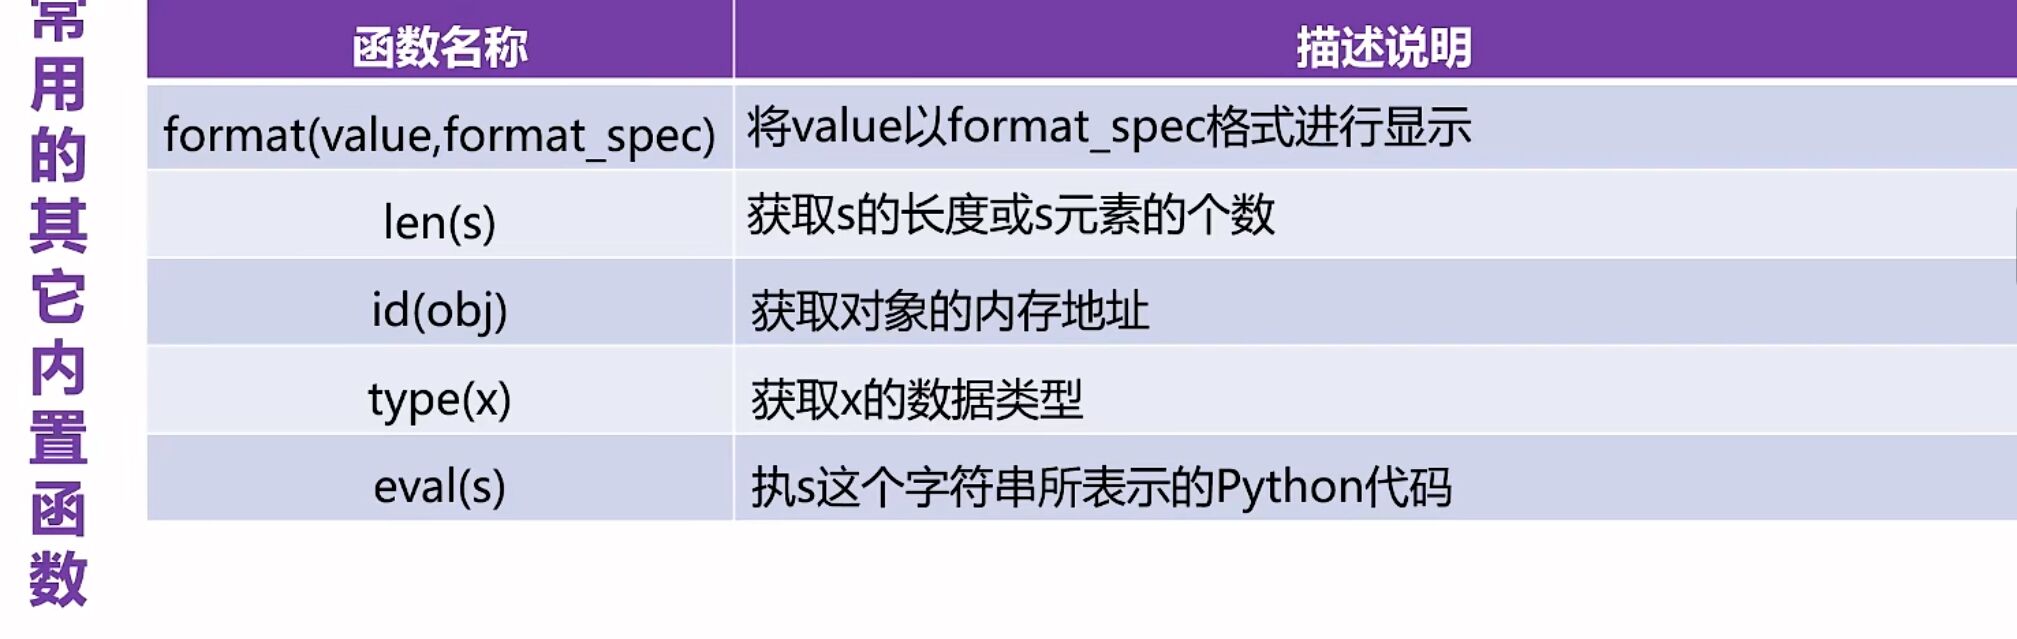 常用的其它内置函数
函数名称 描述说明
format(value,format_spec) 将value以format_spec格式进行显示
len(s) 获取s的长度或s元素的个数
id(obj) 获取对象的内存地址
type(x) 获取x的数据类型
eval(s) 执s这个字符串所表示的Python代码